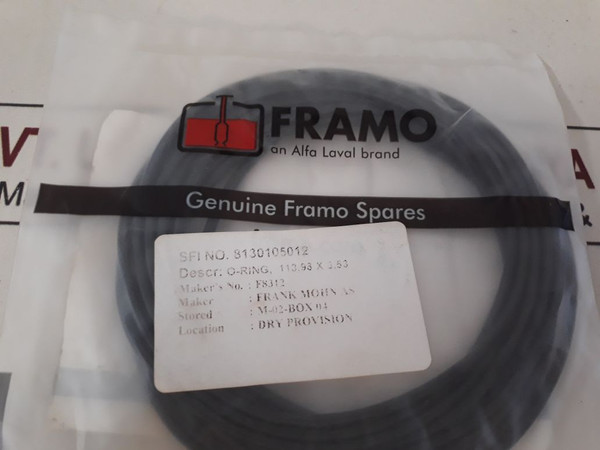 FRAMO
an Alfa Laval brand
Genuine Framo Spares
SFI NO. 8130105012
Descr: O-RING, 113.98 X 3.53
Maker's No. : F8312
Maker : FRANK MOHN AS
Stored : M-02-BOX 04
Location : DRY PROVISION